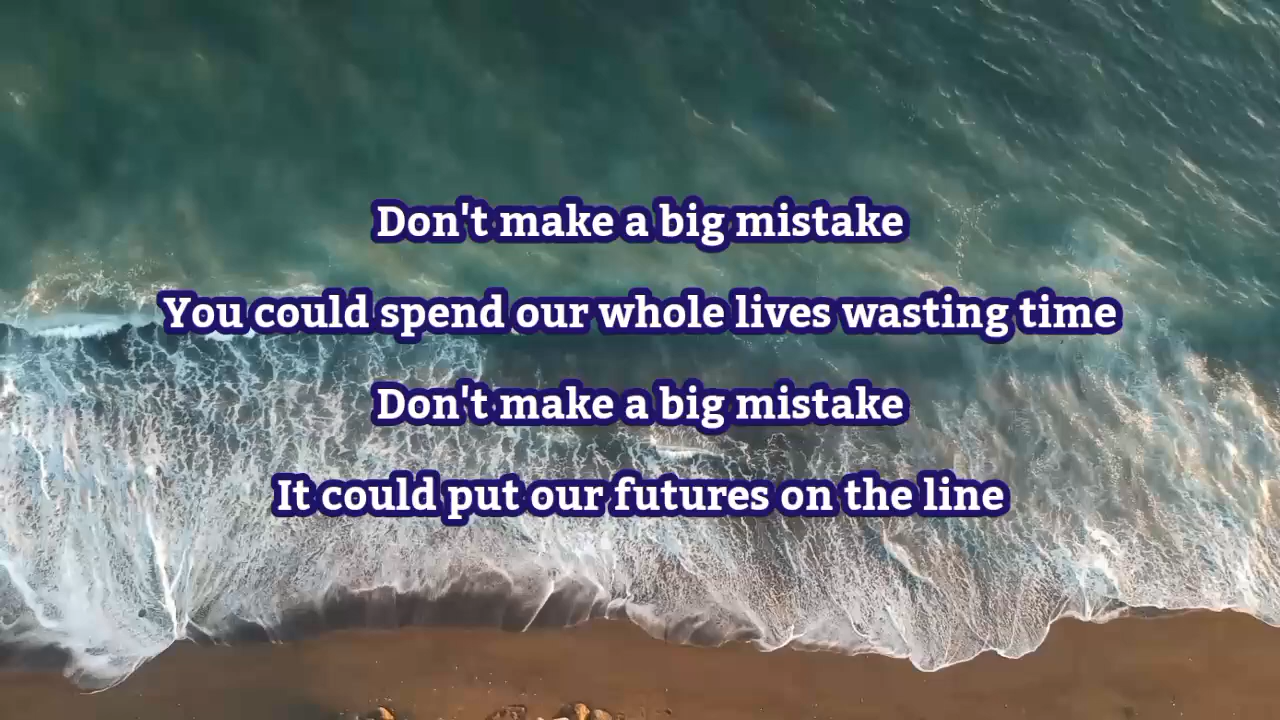 Don't make a big mistake
You could spend our whole lives wasting time
Don't make a big mistake
It could put our futures on the line